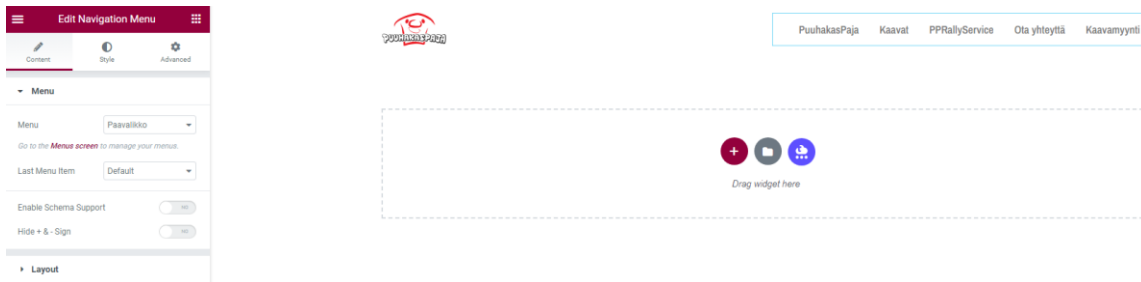 Edit Navigation Menu
Content Style Advanced
Menu
Menu Paavalikko
Go to the Menus screen to manage your menus.
Last Menu Item Default
Enable Schema Support NO
Hide + & - Sign NO
Layout
PUUHAKASPAJA
PuuhakasPaja Kaavat PPRallyService Ota yhteyttä Kaavamyynti
Drag widget here